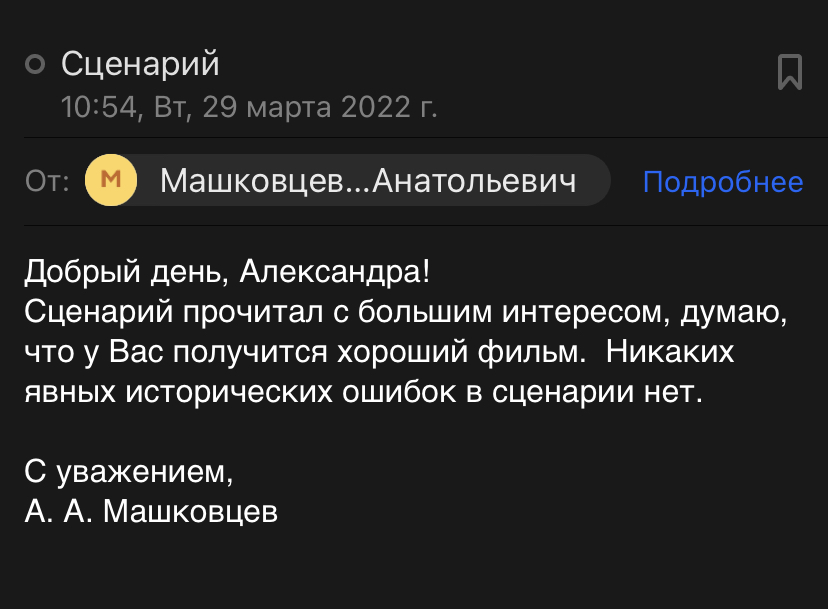 Сценарий
10:54, Вт, 29 марта 2022 г.
От: М Машковцев...Анатольевич Подробнее
Добрый день, Александра!
Сценарий прочитал с большим интересом, думаю,
что у Вас получится хороший фильм.  Никаких
явных исторических ошибок в сценарии нет.
С уважением,
А. А. Машковцев